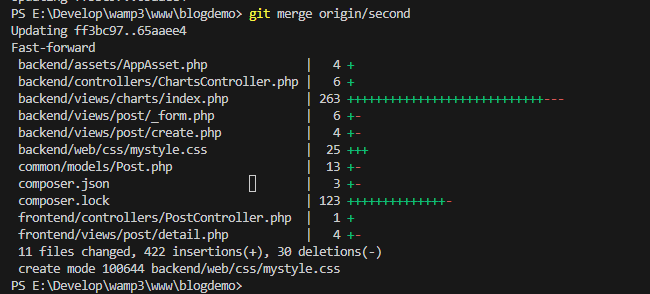 PS E:\Develop\wamp3\www\blogdemo> git merge origin/second
Updating ff3bc97..65aaee4
Fast-forward
 backend/assets/AppAsset.php             |   4 +
 backend/controllers/ChartsController.php |   6 +
 backend/views/charts/index.php          | 263 ++++++++++++++++++++++++++++---
 backend/views/post/_form.php            |   6 +-
 backend/views/post/create.php           |   4 +-
 backend/web/css/mystyle.css             |  25 +++
 common/models/Post.php                  |  13 +-
 composer.json                           |   3 +-
 composer.lock                           | 123 ++++++++++++++-
 frontend/controllers/PostController.php |   1 +
 frontend/views/post/detail.php          |   4 +-
 11 files changed, 422 insertions(+), 30 deletions(-)
 create mode 100644 backend/web/css/mystyle.css
PS E:\Develop\wamp3\www\blogdemo>